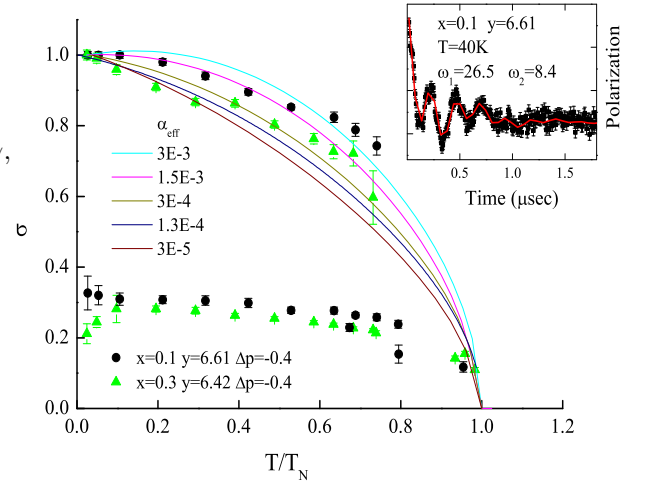 x=0.1 y=6.61
T=40K
ω1=26.5 ω2=8.4
Polarization
0.5 1.0 1.5
Time (μsec)
1.0
0.8
0.6
0.4
0.2
0.0
σ
αeff
3E-3
1.5E-3
3E-4
1.3E-4
3E-5
x=0.1 y=6.61 Δp=-0.4
x=0.3 y=6.42 Δp=-0.4
0.0 0.2 0.4 0.6 0.8 1.0 1.2
T/TN